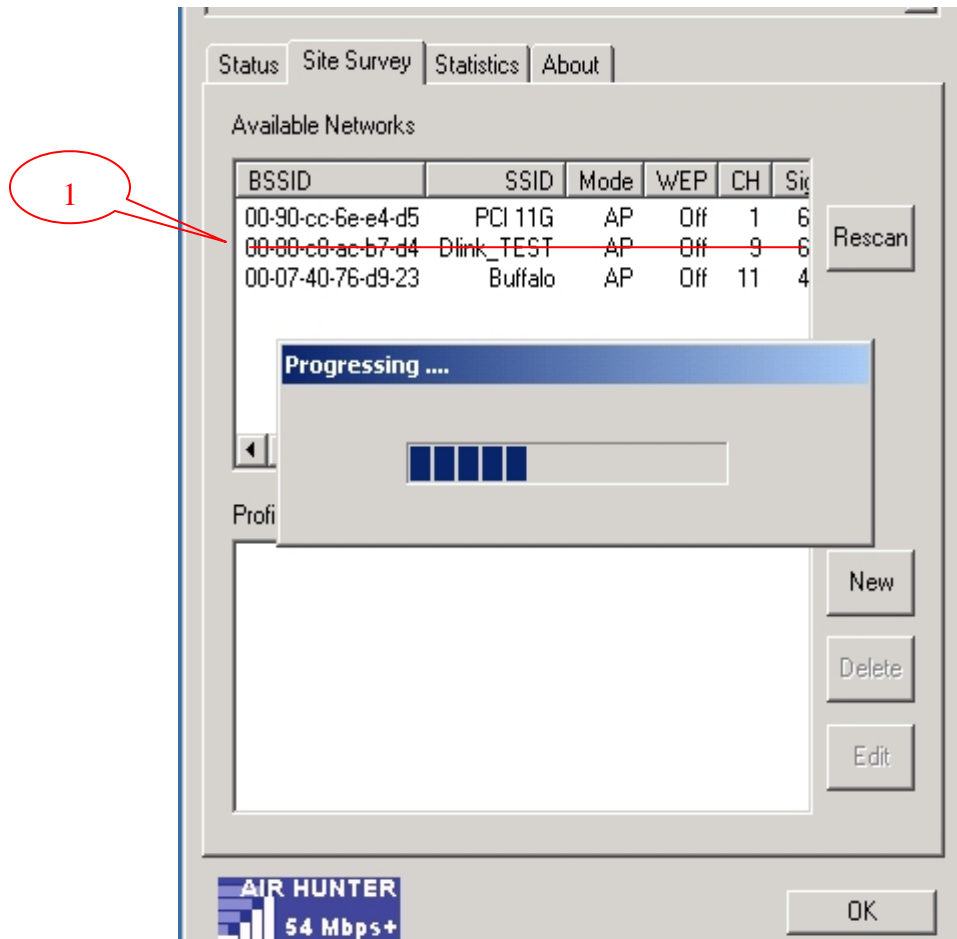 Status Site Survey Statistics About
Available Networks
1
BSSID SSID Mode WEP CH
00-90-cc-6e-e4-d5 PCI 11G AP Off 1 6
00-80-c8-ac-b7-d4 Dlink_TEST AP Off 9 6
00-07-40-76-d9-23 Buffalo AP Off 11 4
Rescan
Progressing ....
New
Delete
Edit
AIR HUNTER
54 Mbps+
OK